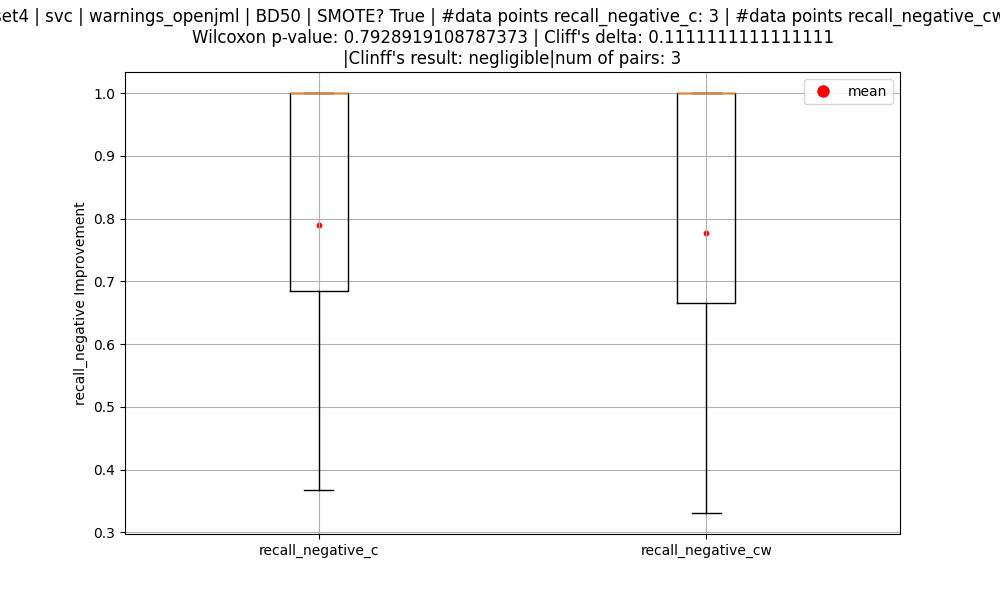 set4 | svc | warnings_openjml | BD50 | SMOTE? True | #data points recall_negative_c: 3 | #data points recall_negative_cw
Wilcoxon p-value: 0.7928919108787373 | Cliff's delta: 0.1111111111111111
|Clinff's result: negligible|num of pairs: 3
mean
1.0
0.9
0.8
0.7
0.6
0.5
0.4
0.3
recall_negative Improvement
recall_negative_c
recall_negative_cw